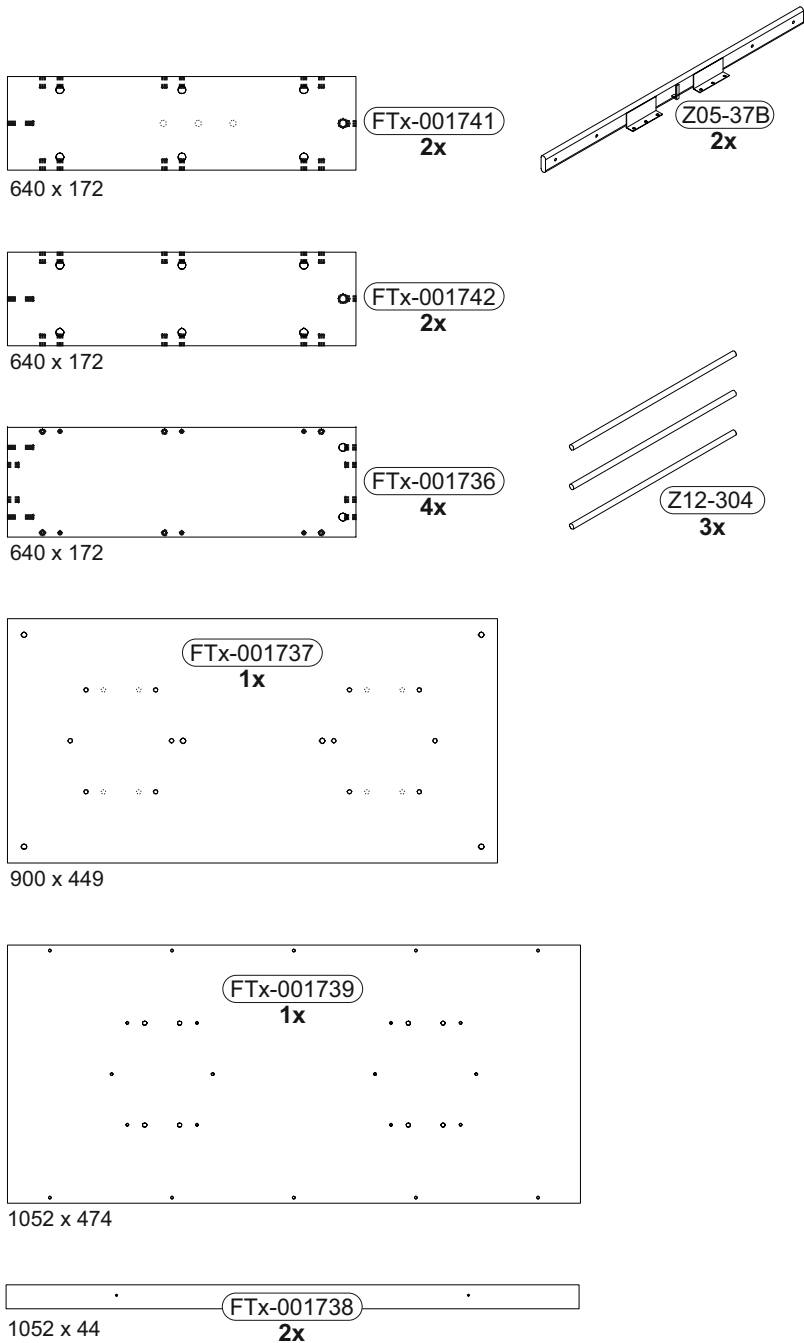 FTx-001741
2x
640 x 172
Z05-37B
2x
FTx-001742
2x
640 x 172
FTx-001736
4x
640 x 172
Z12-304
3x
FTx-001737
1x
900 x 449
FTx-001739
1x
1052 x 474
FTx-001738
2x
1052 x 44